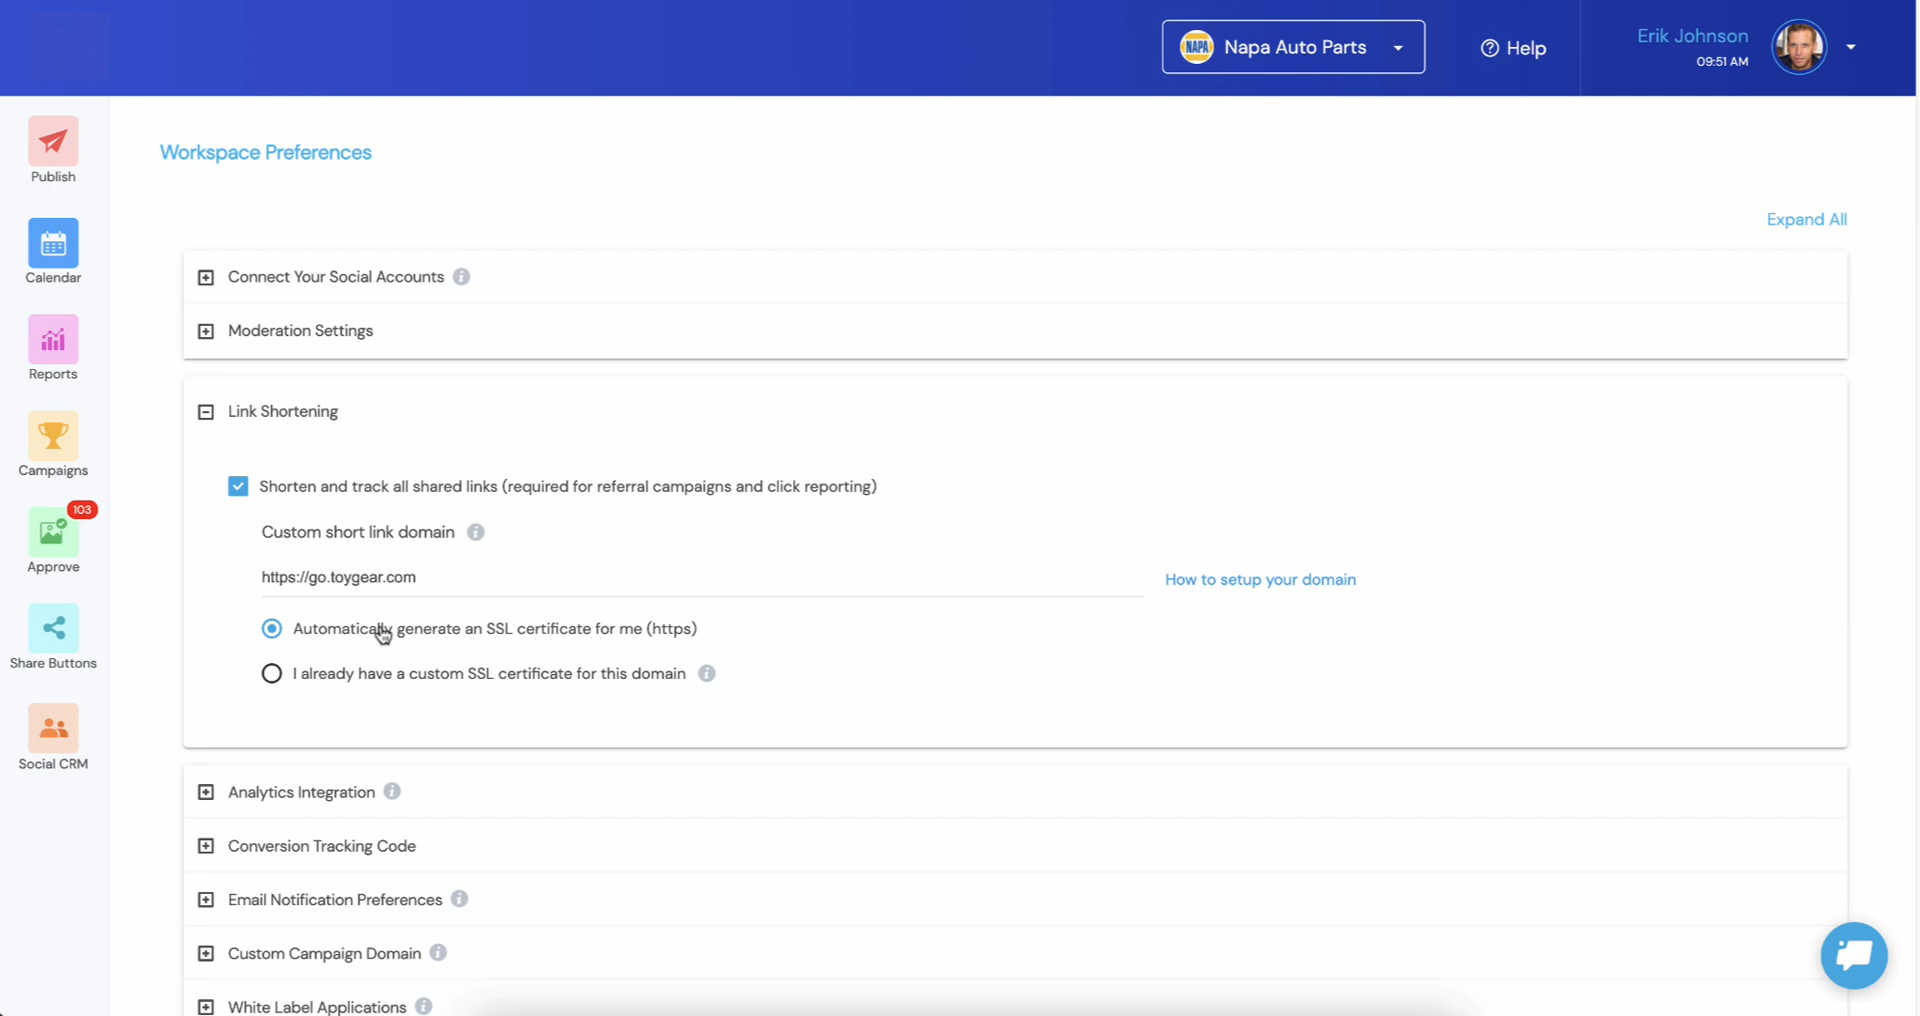 NAPA
Napa Auto Parts
Help
Erik Johnson
09:51 AM
Publish
Calendar
Reports
Campaigns
103
Approve
Share Buttons
Social CRM
Workspace Preferences
Expand All
Connect Your Social Accounts
Moderation Settings
Link Shortening
Shorten and track all shared links (required for referral campaigns and click reporting)
Custom short link domain
https://go.toygear.com
How to setup your domain
Automatically generate an SSL certificate for me (https)
I already have a custom SSL certificate for this domain
Analytics Integration
Conversion Tracking Code
Email Notification Preferences
Custom Campaign Domain
White Label Applications